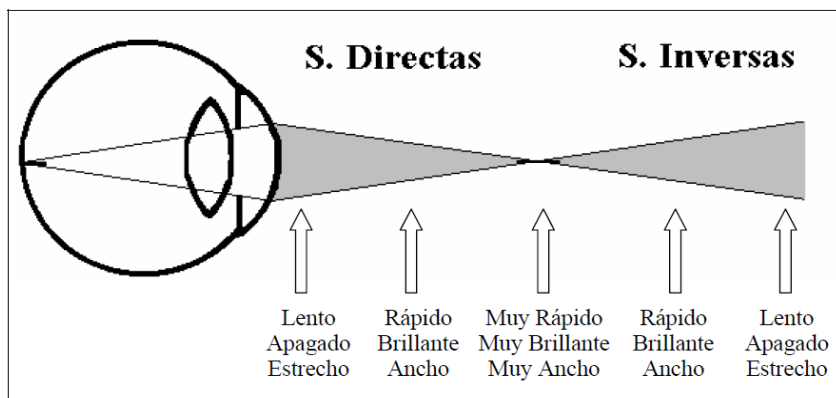 S. Directas S. Inversas
Lento Rápido Muy Rápido Rápido Lento
Apagado Brillante Muy Brillante Brillante Apagado
Estrecho Ancho Muy Ancho Ancho Estrecho